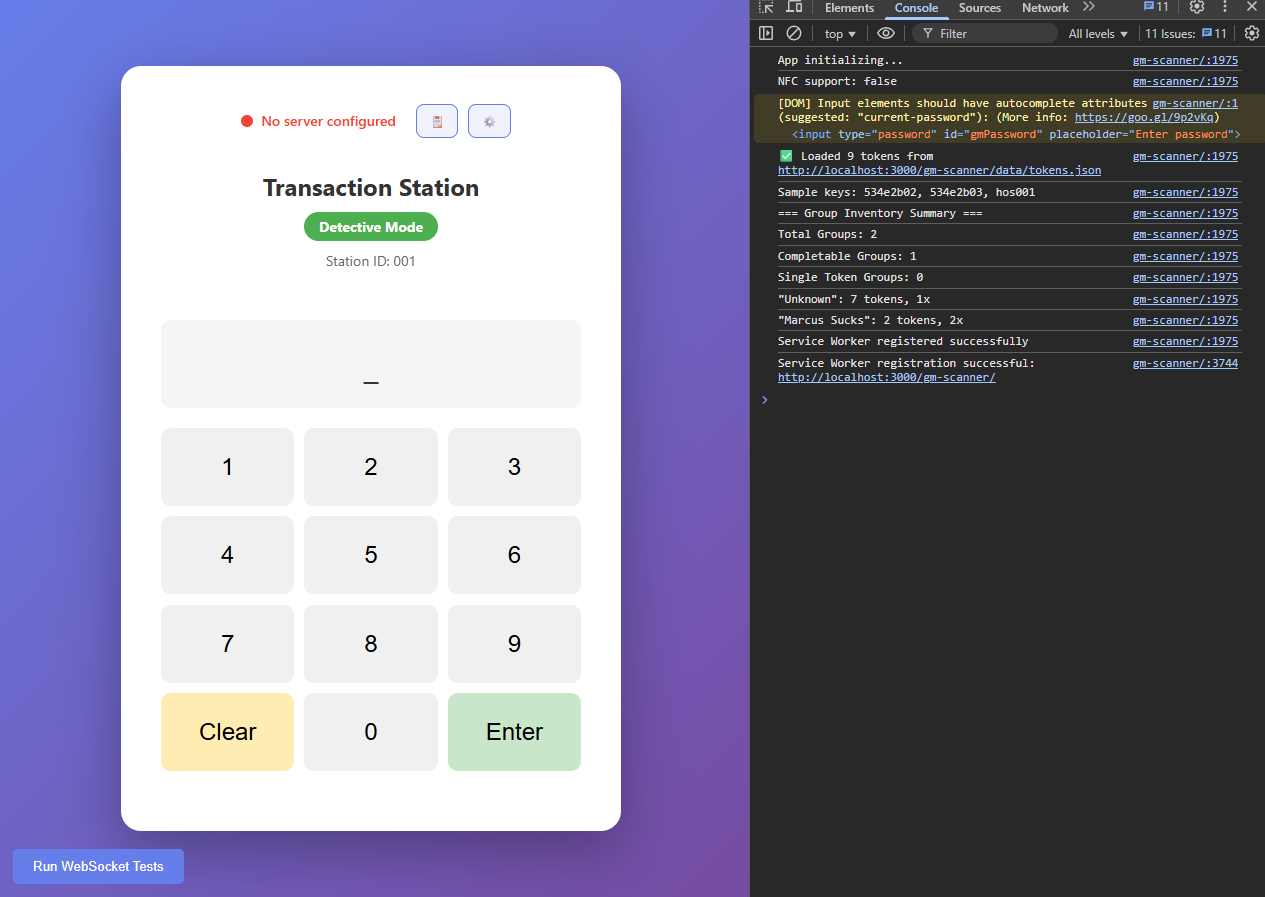 No server configured
Transaction Station
Detective Mode
Station ID: 001
_
1 2 3
4 5 6
7 8 9
Clear 0 Enter
Run WebSocket Tests
Elements Console Sources Network 11
top Filter All levels 11 Issues: 11
App initializing... gm-scanner/:1975
NFC support: false gm-scanner/:1975
[DOM] Input elements should have autocomplete attributes gm-scanner/:1
(suggested: "current-password"): (More info: https://goo.gl/9p2vKq)
<input type="password" id="gmPassword" placeholder="Enter password">
✅ Loaded 9 tokens from gm-scanner/:1975
http://localhost:3000/gm-scanner/data/tokens.json
Sample keys: 534e2b02, 534e2b03, hos001 gm-scanner/:1975
=== Group Inventory Summary === gm-scanner/:1975
Total Groups: 2 gm-scanner/:1975
Completable Groups: 1 gm-scanner/:1975
Single Token Groups: 0 gm-scanner/:1975
"Unknown": 7 tokens, 1x gm-scanner/:1975
"Marcus Sucks": 2 tokens, 2x gm-scanner/:1975
Service Worker registered successfully gm-scanner/:1975
Service Worker registration successful: gm-scanner/:3744
http://localhost:3000/gm-scanner/